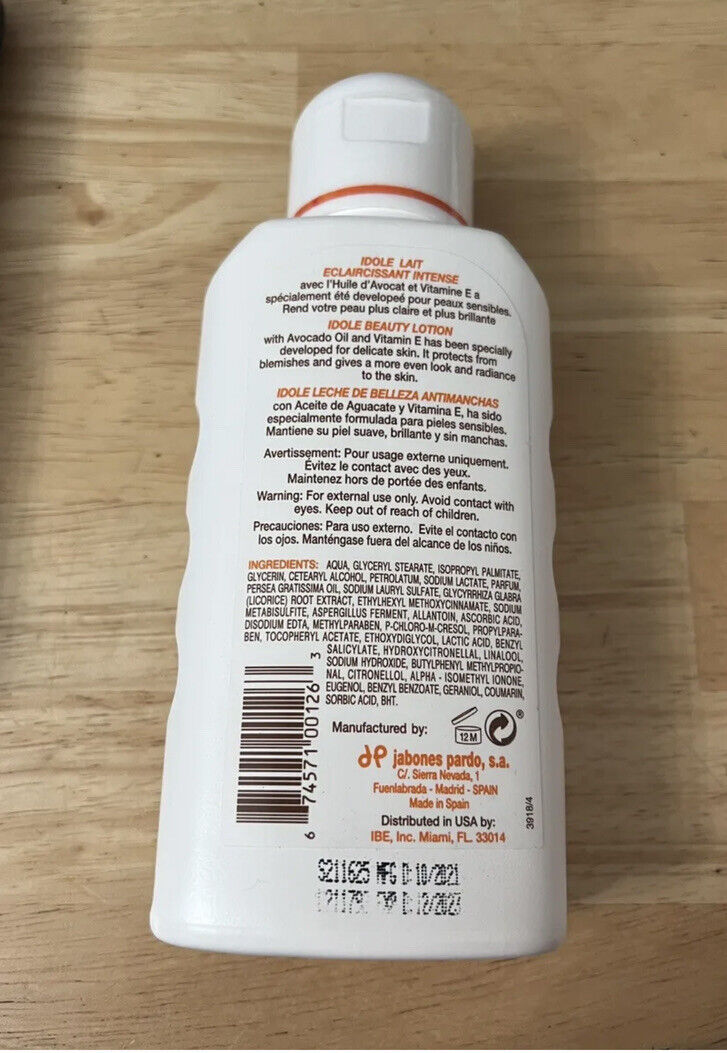 IDOLE LAIT
ECLAIRCISSANT INTENSE
avec l'Huile d'Avocat et Vitamine E a
spécialement été developeé pour peaux sensibles.
Rend votre peau plus claire et plus brillante
IDOLE BEAUTY LOTION
with Avocado Oil and Vitamin E has been specially
developed for delicate skin. It protects from
blemishes and gives a more even look and radiance
to the skin.
IDOLE LECHE DE BELLEZA ANTIMANCHAS
con Aceite de Aguacate y Vitamina E, ha sido
especialmente formulada para pieles sensibles.
Mantiene su piel suave, brillante y sin manchas.
Avertissement: Pour usage externe uniquement.
Évitez le contact avec des yeux.
Maintenez hors de portée des enfants.
Warning: For external use only. Avoid contact with
eyes. Keep out of reach of children.
Precauciones: Para uso externo. Evite el contacto con
los ojos. Manténgase fuera del alcance de los niños.
INGREDIENTS: AQUA, GLYCERYL STEARATE, ISOPROPYL PALMITATE,
GLYCERIN, CETEARYL ALCOHOL, PETROLATUM, SODIUM LACTATE, PARFUM,
PERSEA GRATISSIMA OIL, SODIUM LAURYL SULFATE, GLYCYRRHIZA GLABRA
(LICORICE) ROOT EXTRACT, ETHYLHEXYL METHOXYCINNAMATE, SODIUM
METABISULFITE, ASPERGILLUS FERMENT, ALLANTOIN, ASCORBIC ACID,
DISODIUM EDTA, METHYLPARABEN, P-CHLORO-M-CRESOL, PROPYLPARA-
BEN, TOCOPHERYL ACETATE, ETHOXYDIGLYCOL, LACTIC ACID, BENZYL
SALICYLATE, HYDROXYCITRONELLAL, LINALOOL,
SODIUM HYDROXIDE, BUTYLPHENYL METHYLPROPIO-
NAL, CITRONELLOL, ALPHA - ISOMETHYL IONONE,
EUGENOL, BENZYL BENZOATE, GERANIOL, COUMARIN,
SORBIC ACID, BHT.
6 74571 00126 3
Manufactured by:
12 M
®
dp jabones pardo, s.a.
C/. Sierra Nevada, 1
Fuenlabrada - Madrid - SPAIN
Made in Spain
Distributed in USA by:
IBE, Inc. Miami, FL. 33014
3918/4
S211625 MFG D:10/2021